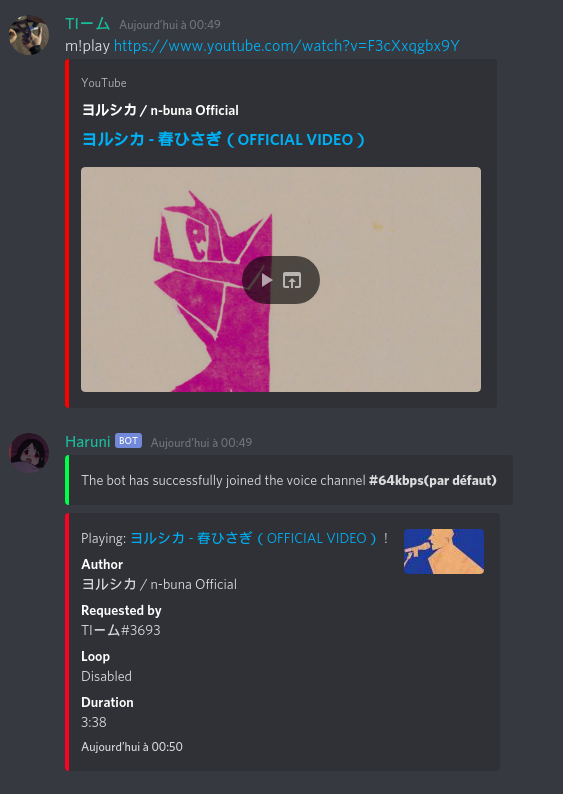 TIーム Aujourd'hui à 00:49
m!play https://www.youtube.com/watch?v=F3cXxqgbx9Y
YouTube
ヨルシカ / n-buna Official
ヨルシカ - 春ひさぎ（OFFICIAL VIDEO）
Haruni BOT Aujourd'hui à 00:49
The bot has successfully joined the voice channel #64kbps(par défaut)
Playing: ヨルシカ - 春ひさぎ（OFFICIAL VIDEO） !
Author
ヨルシカ / n-buna Official
Requested by
TIーム#3693
Loop
Disabled
Duration
3:38
Aujourd'hui à 00:50